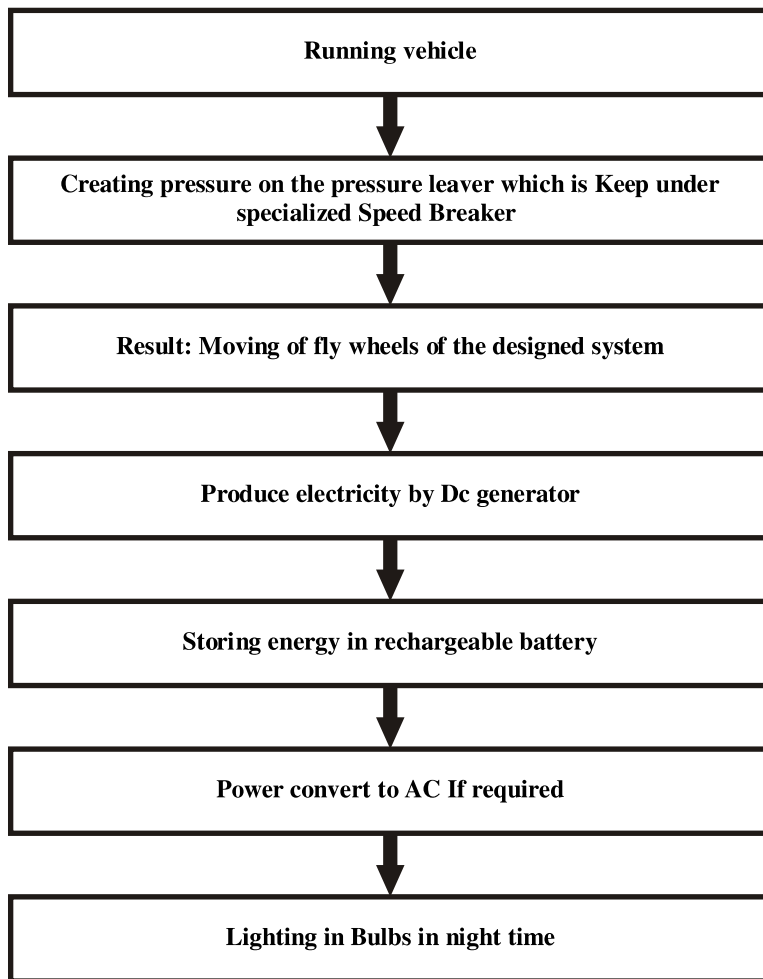 Running vehicle
Creating pressure on the pressure leaver which is Keep under
specialized Speed Breaker
Result: Moving of fly wheels of the designed system
Produce electricity by Dc generator
Storing energy in rechargeable battery
Power convert to AC If required
Lighting in Bulbs in night time